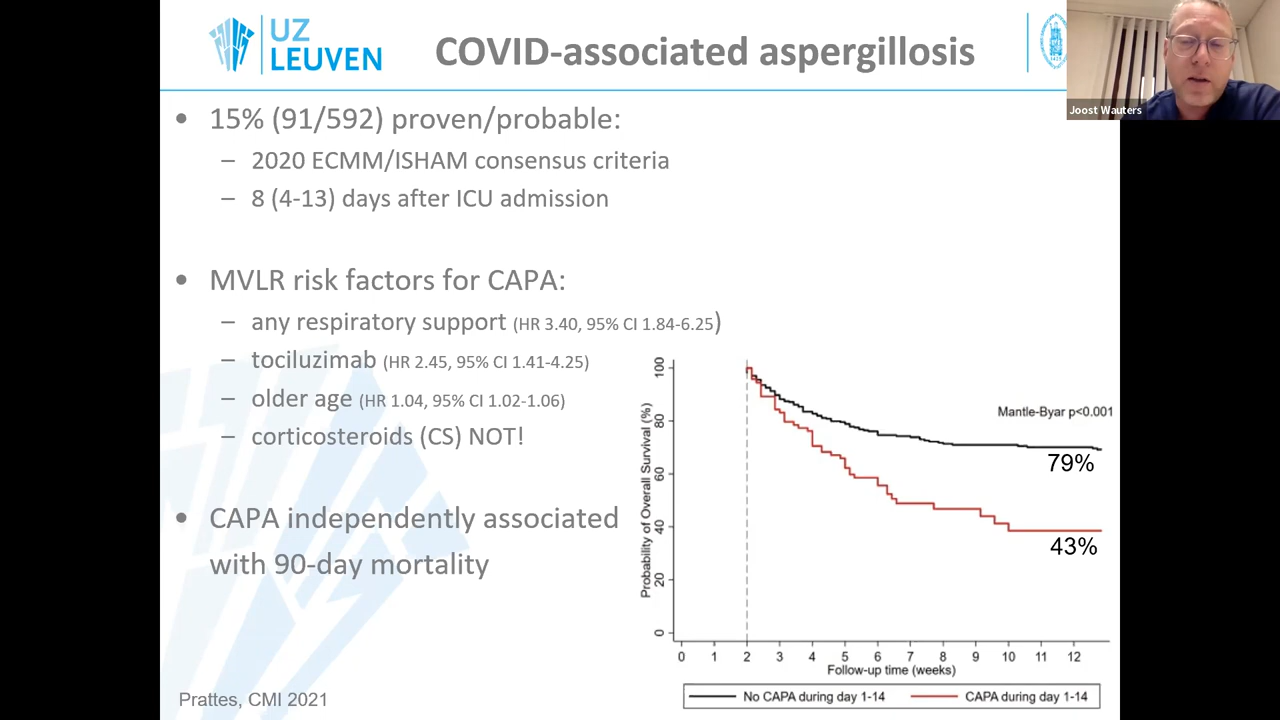 UZ
LEUVEN
COVID-associated aspergillosis
Joost Wauters
• 15% (91/592) proven/probable:
– 2020 ECMM/ISHAM consensus criteria
– 8 (4-13) days after ICU admission
• MVLR risk factors for CAPA:
– any respiratory support (HR 3.40, 95% CI 1.84-6.25)
– tociluzimab (HR 2.45, 95% CI 1.41-4.25)
– older age (HR 1.04, 95% CI 1.02-1.06)
– corticosteroids (CS) NOT!
• CAPA independently associated
with 90-day mortality
Probability of Overall Survival (%)
100
80
60
40
20
0
Mantle-Byar p<0.001
79%
43%
0 1 2 3 4 5 6 7 8 9 10 11 12
Follow-up time (weeks)
No CAPA during day 1-14 CAPA during day 1-14
Prattes, CMI 2021